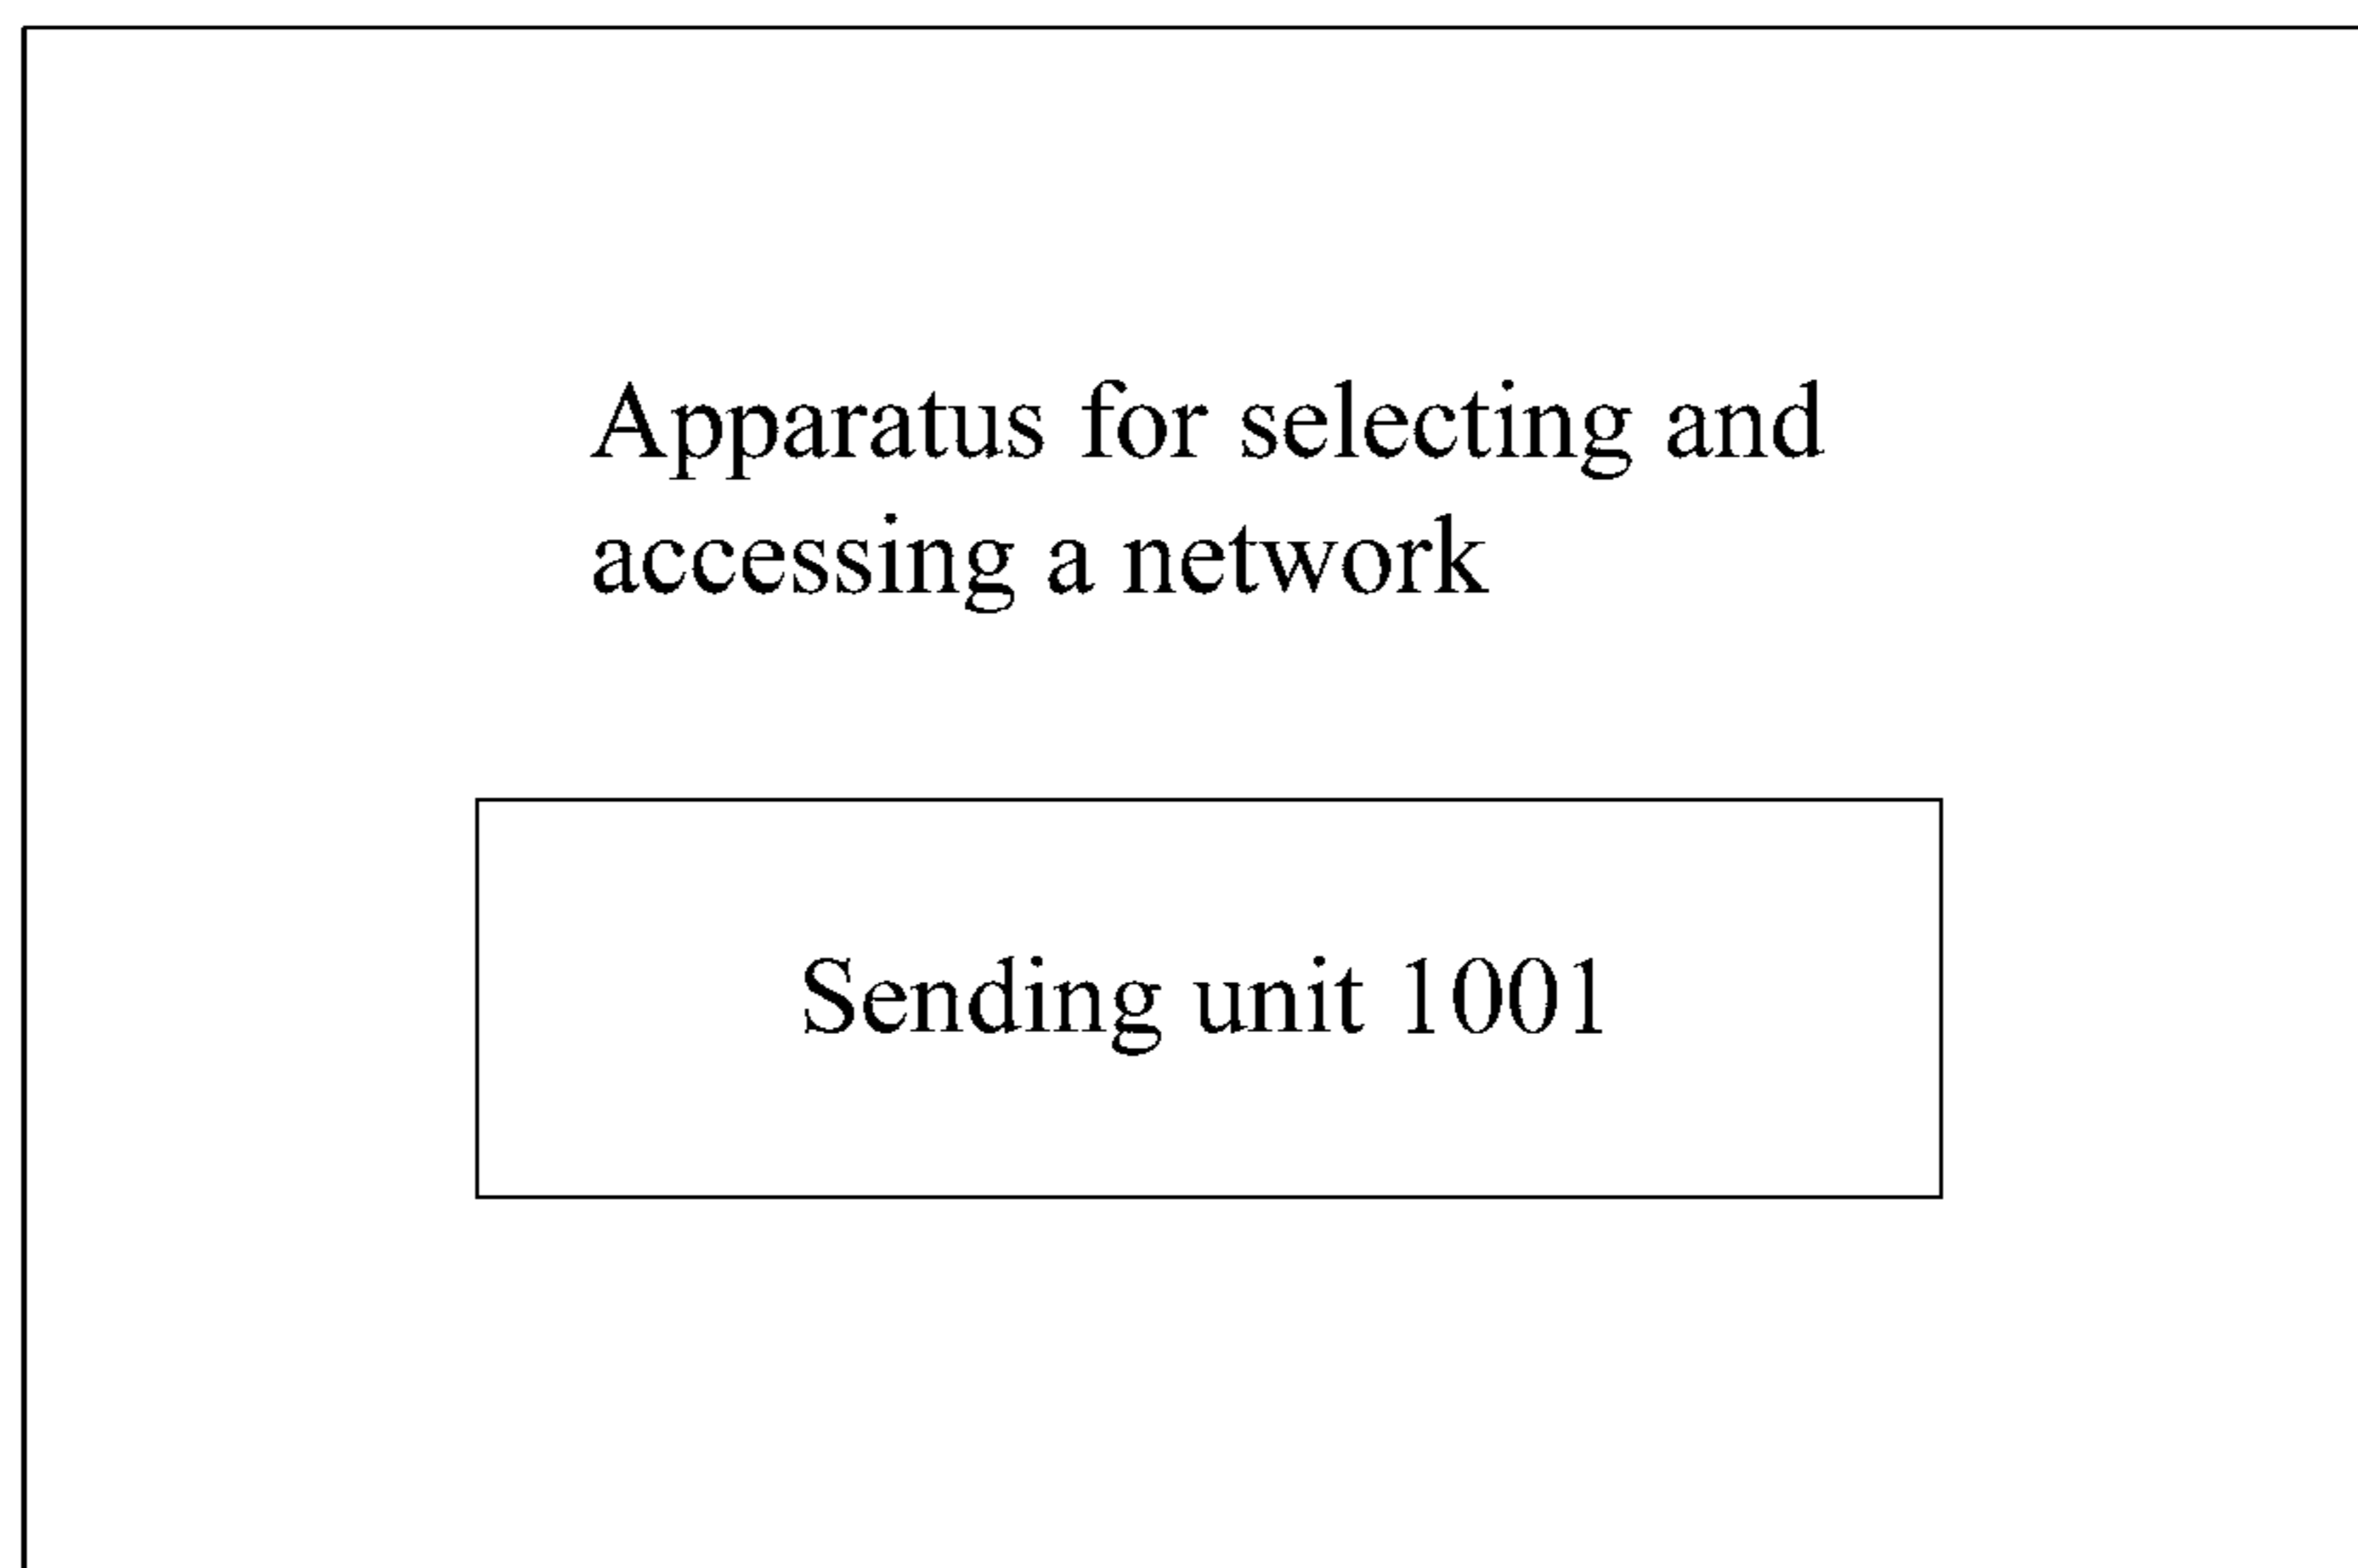 Apparatus for selecting and
accessing a network
Sending unit 1001